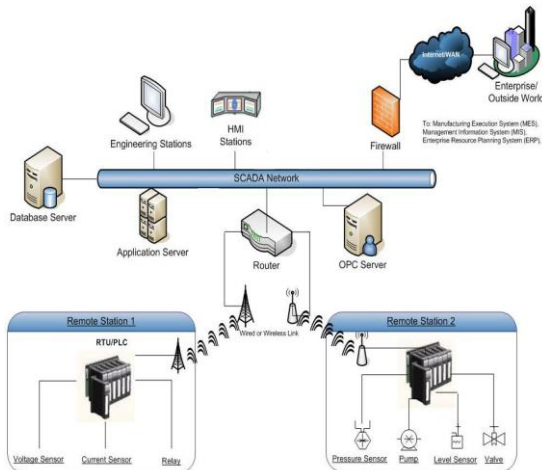 Internet/WAN
Enterprise/
Outside World
To: Manufacturing Execution System (MES),
Management Information System (MIS),
Enterprise Resource Planning System (ERP),
Engineering Stations
HMI
Stations
Firewall
SCADA Network
Database Server
Application Server
Router
OPC Server
Remote Station 1
Wired or Wireless Link
Remote Station 2
RTU/PLC
Voltage Sensor
Current Sensor
Relay
Pressure Sensor
Pump
Level Sensor
Valve